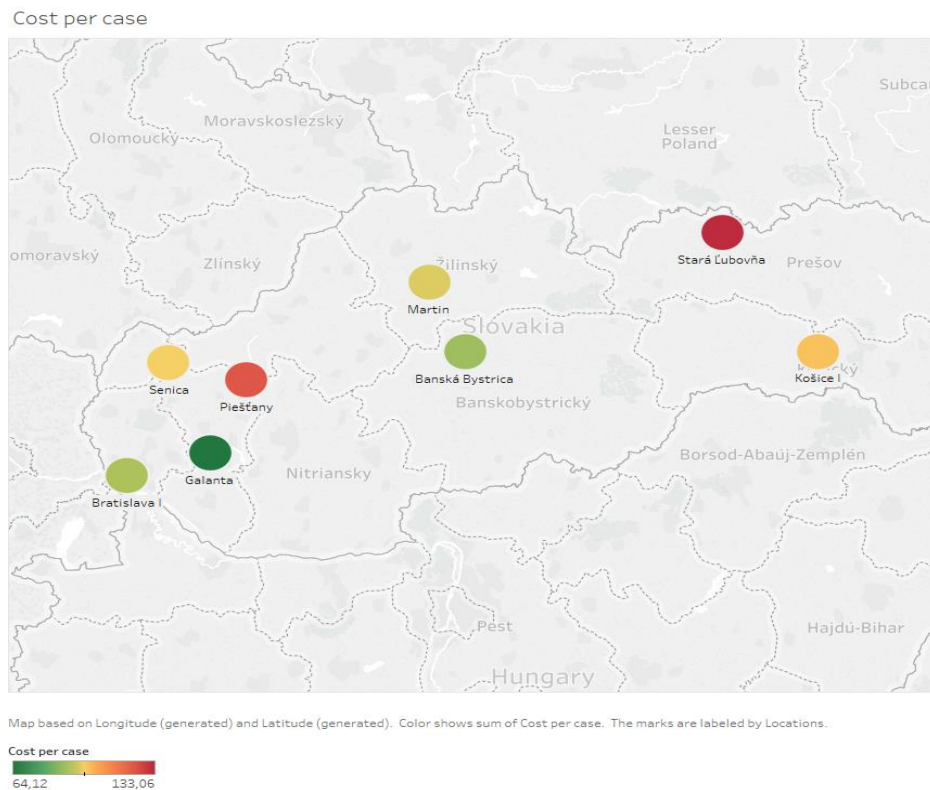 Cost per case
Subcar
Moravskoslezský
Olomoucký
Lesser
Poland
omoravský
Zlínský
Žilinský
Stará Ľubovňa
Prešov
Martin
Slovakia
Senica
Piešťany
Banská Bystrica
Košice I
Banskobystrický
Galanta
Nitriansky
Borsod-Abaúj-Zemplén
Bratislava I
Pest
Hajdú-Bihar
Hungary
Map based on Longitude (generated) and Latitude (generated). Color shows sum of Cost per case. The marks are labeled by Locations.
Cost per case
64,12 133,06